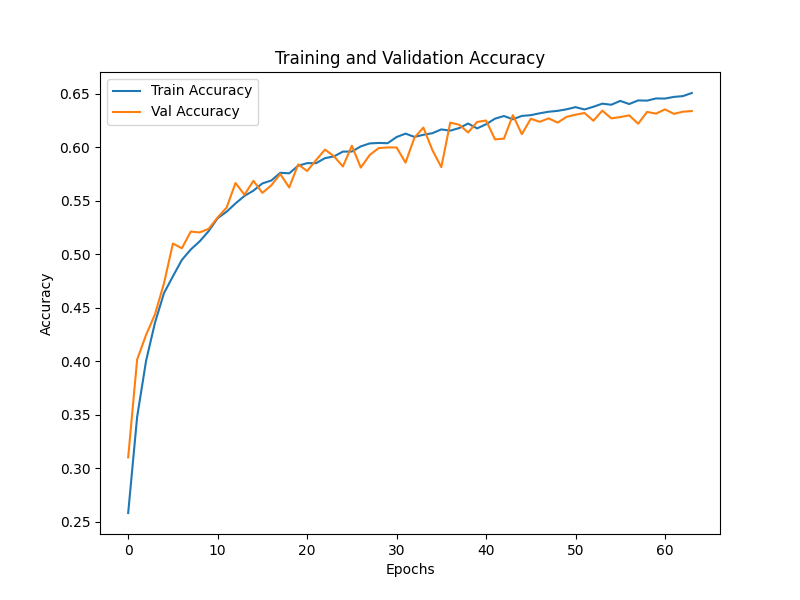 Training and Validation Accuracy
Train Accuracy
Val Accuracy
0.65
0.60
0.55
0.50
0.45
0.40
0.35
0.30
0.25
Accuracy
0 10 20 30 40 50 60
Epochs